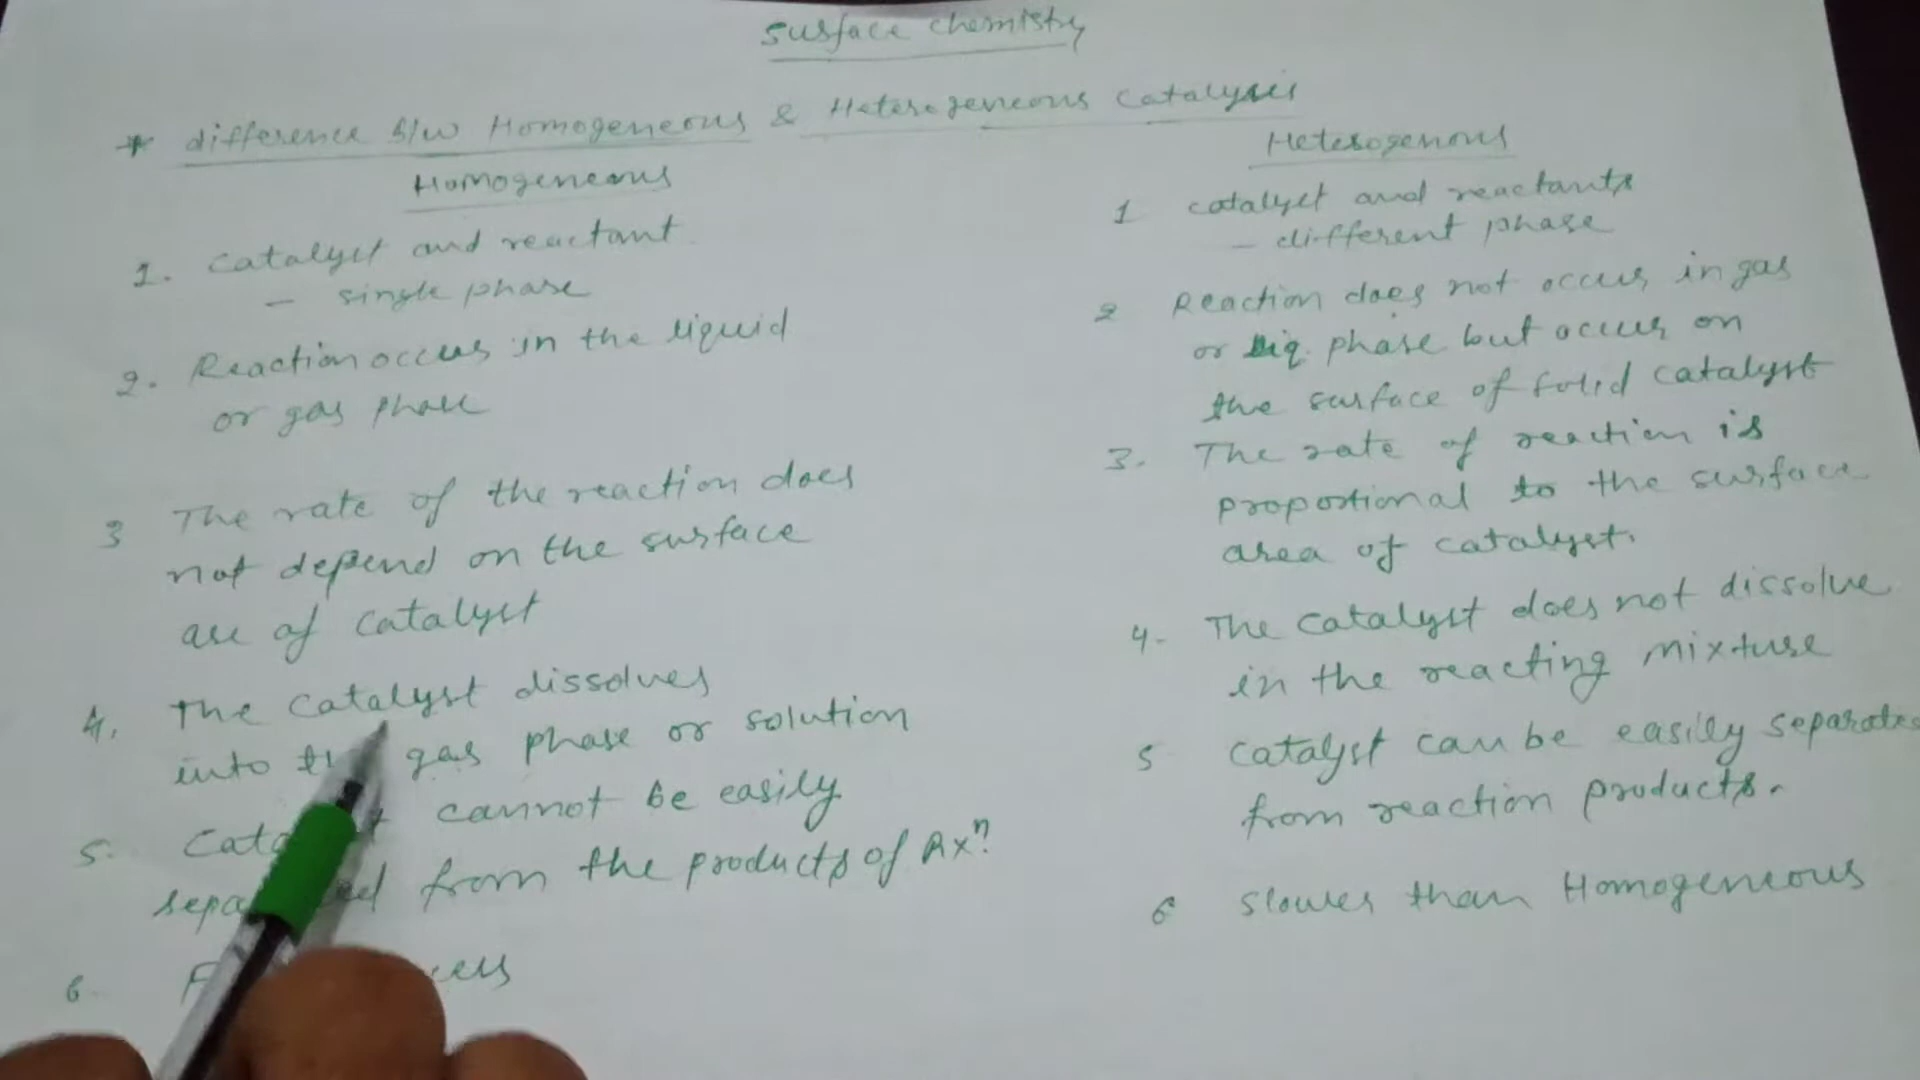 Surface chemistry
* difference b/w Homogeneous & Heterogeneous Catalysis
Homogeneous
1. Catalyst and reactant
- single phase
2. Reaction occurs in the liquid
or gas phase
3 The rate of the reaction does
not depend on the surface
are of catalyst
4. The catalyst dissolves
into the gas phase or solution
5. cannot be easily
from the products of Rxn
6
Heterogenous
1 catalyst and reactants
- different phase
2 Reaction does not occurs in gas
or liq. phase but occurs on
the surface of solid catalyst
3. The rate of reaction is
proportional to the surface
area of catalyst.
4- The catalyst does not dissolve
in the reacting mixture
5 Catalyst can be easily separates
from reaction products.
6 slower than Homogeneous